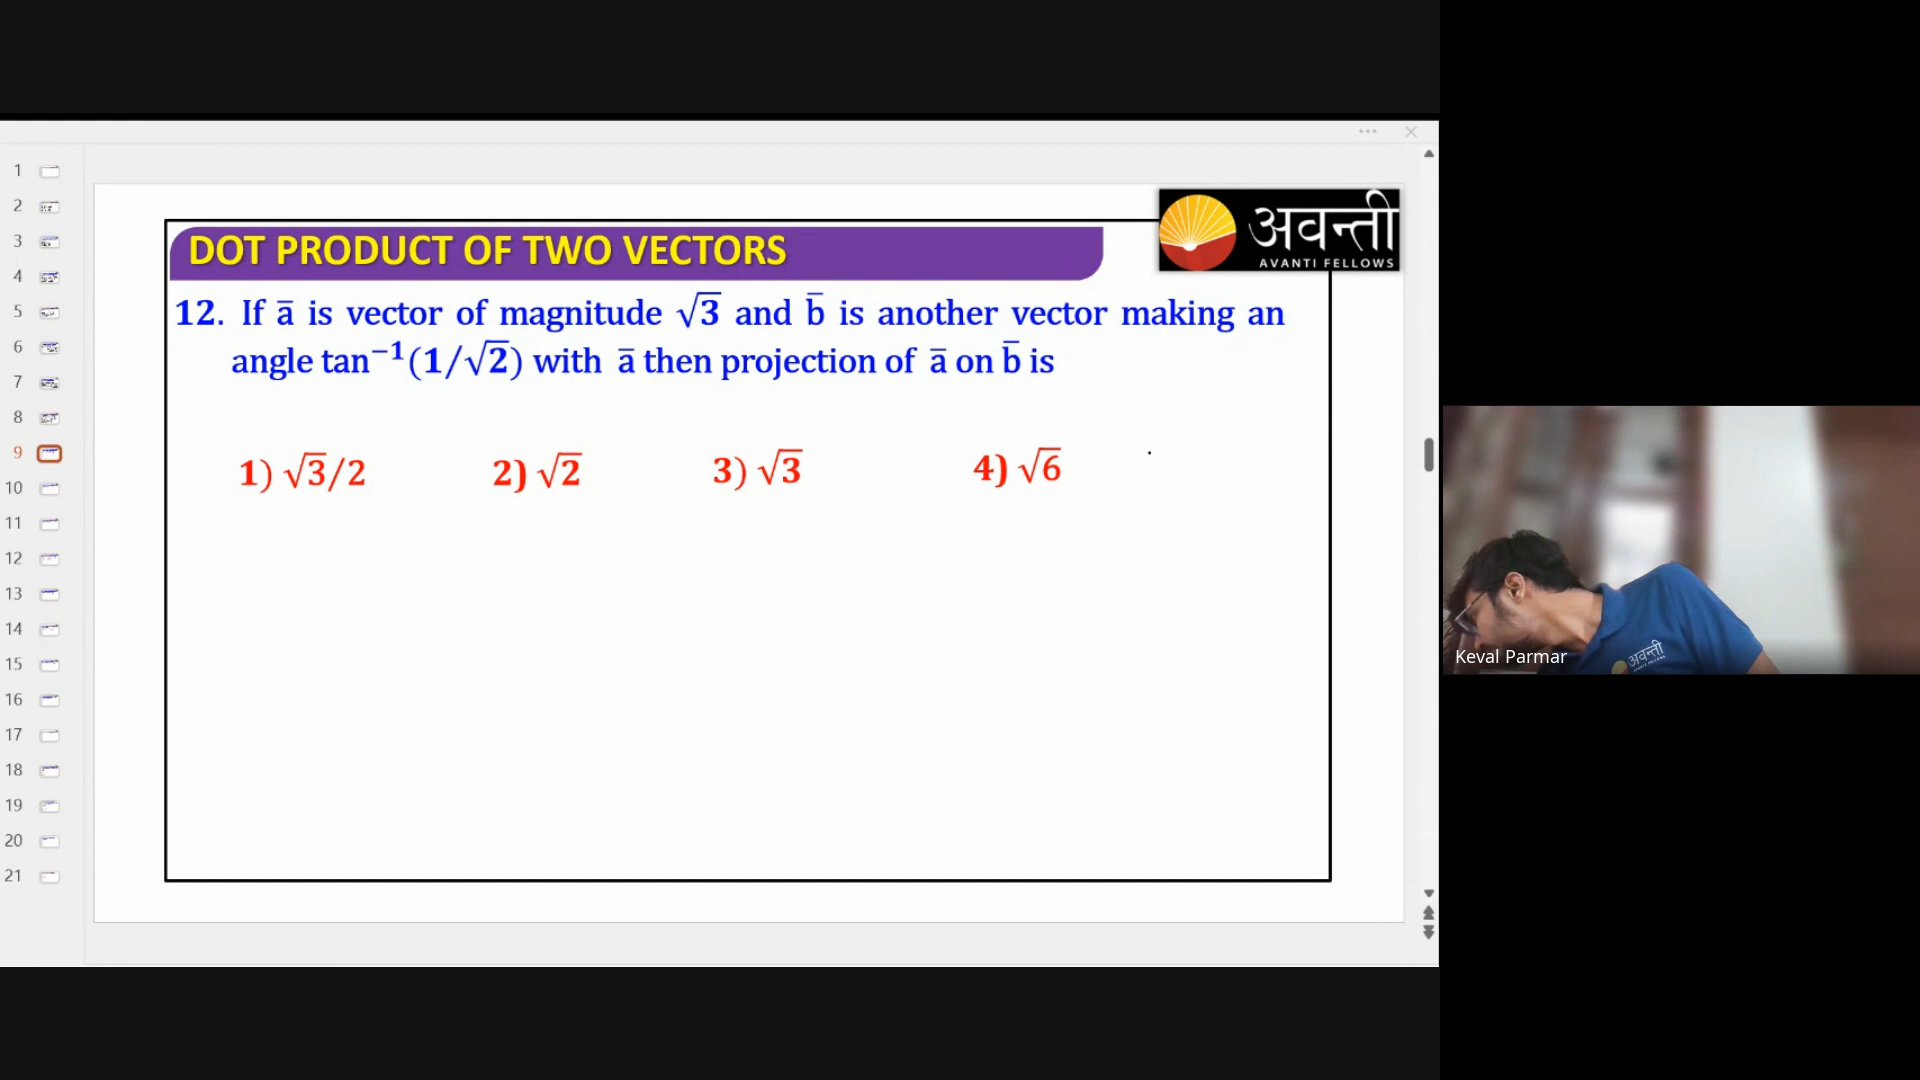 1
2
3
4
5
6
7
8
9
10
11
12
13
14
15
16
17
18
19
20
21
DOT PRODUCT OF TWO VECTORS
अवन्ती
AVANTI FELLOWS
12. If a̅ is vector of magnitude √3 and b̅ is another vector making an
angle tan⁻¹(1/√2) with a̅ then projection of a̅ on b̅ is
1) √3/2 2) √2 3) √3 4) √6
अवन्ती
Keval Parmar